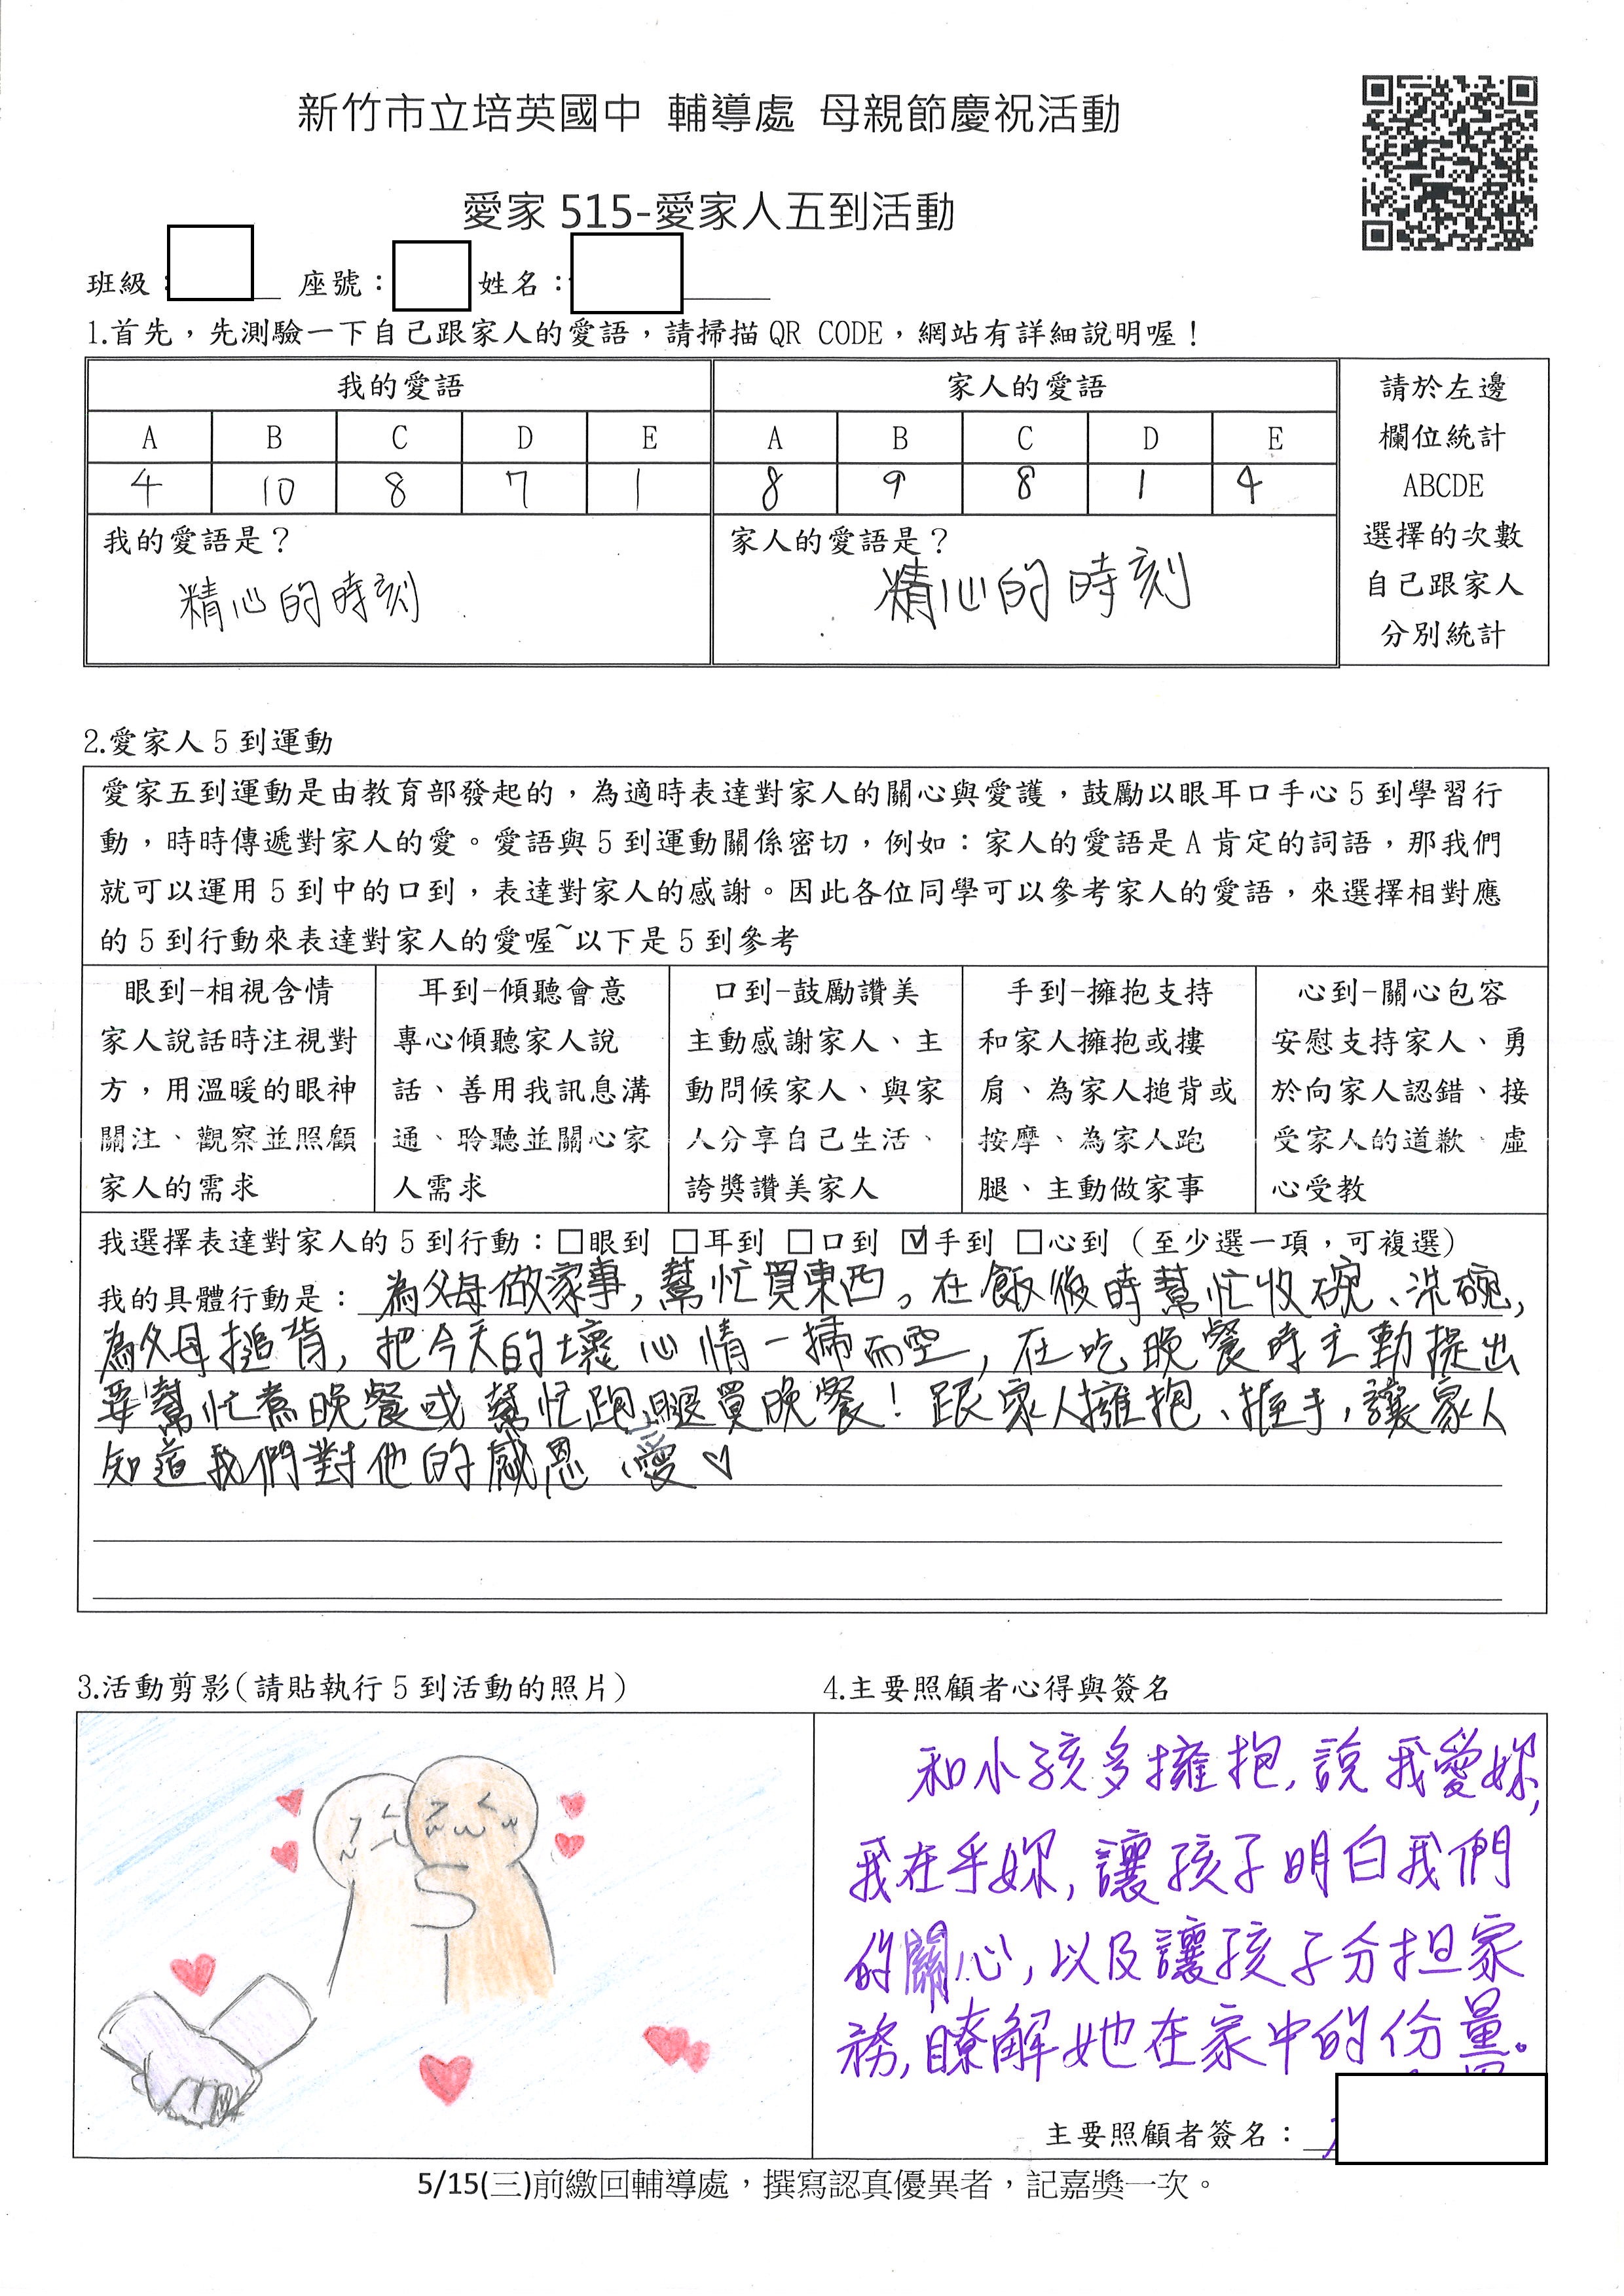 新竹市立培英國中 輔導處 母親節慶祝活動
愛家 515-愛家人五到活動
班級： 座號： 姓名：
1.首先，先測驗一下自己跟家人的愛語，請掃描 QR CODE，網站有詳細說明喔！
我的愛語 家人的愛語
A B C D E A B C D E
4 10 8 7 1 8 9 8 1 4
我的愛語是？
精心的時刻
家人的愛語是？
精心的時刻
請於左邊
欄位統計
ABCDE
選擇的次數
自己跟家人
分別統計
2.愛家人 5 到運動
愛家五到運動是由教育部發起的，為適時表達對家人的關心與愛護，鼓勵以眼耳口手心 5 到學習行
動，時時傳遞對家人的愛。愛語與 5 到運動關係密切，例如：家人的愛語是 A 肯定的詞語，那我們
就可以運用 5 到中的口到，表達對家人的感謝。因此各位同學可以參考家人的愛語，來選擇相對應
的 5 到行動來表達對家人的愛喔~以下是 5 到參考
眼到-相視含情
家人說話時注視對
方，用溫暖的眼神
關注、觀察並照顧
家人的需求
耳到-傾聽會意
專心傾聽家人說
話、善用我訊息溝
通、聆聽並關心家
人需求
口到-鼓勵讚美
主動感謝家人、主
動問候家人、與家
人分享自己生活、
誇獎讚美家人
手到-擁抱支持
和家人擁抱或摟
肩、為家人搥背或
按摩、為家人跑
腿、主動做家事
心到-關心包容
安慰支持家人、勇
於向家人認錯、接
受家人的道歉、虛
心受教
我選擇表達對家人的 5 到行動：□眼到 □耳到 □口到 ☑手到 □心到 (至少選一項，可複選)
我的具體行動是：為父母做家事，幫忙買東西。在飯後時幫忙收碗、洗碗，
為父母搥背，把今天的壞心情一掃而空，在吃晚餐時主動提出
要幫忙煮晚餐或幫忙跑腿買晚餐！跟家人擁抱、握手，讓家人
知道我們對他的感恩、愛♡
3.活動剪影(請貼執行 5 到活動的照片)
4.主要照顧者心得與簽名
和小孩多擁抱，說我愛妳，
我在乎妳，讓孩子明白我們
的關心，以及讓孩子分担家
務，瞭解她在家中的份量。
主要照顧者簽名：
5/15(三)前繳回輔導處，撰寫認真優異者，記嘉獎一次。